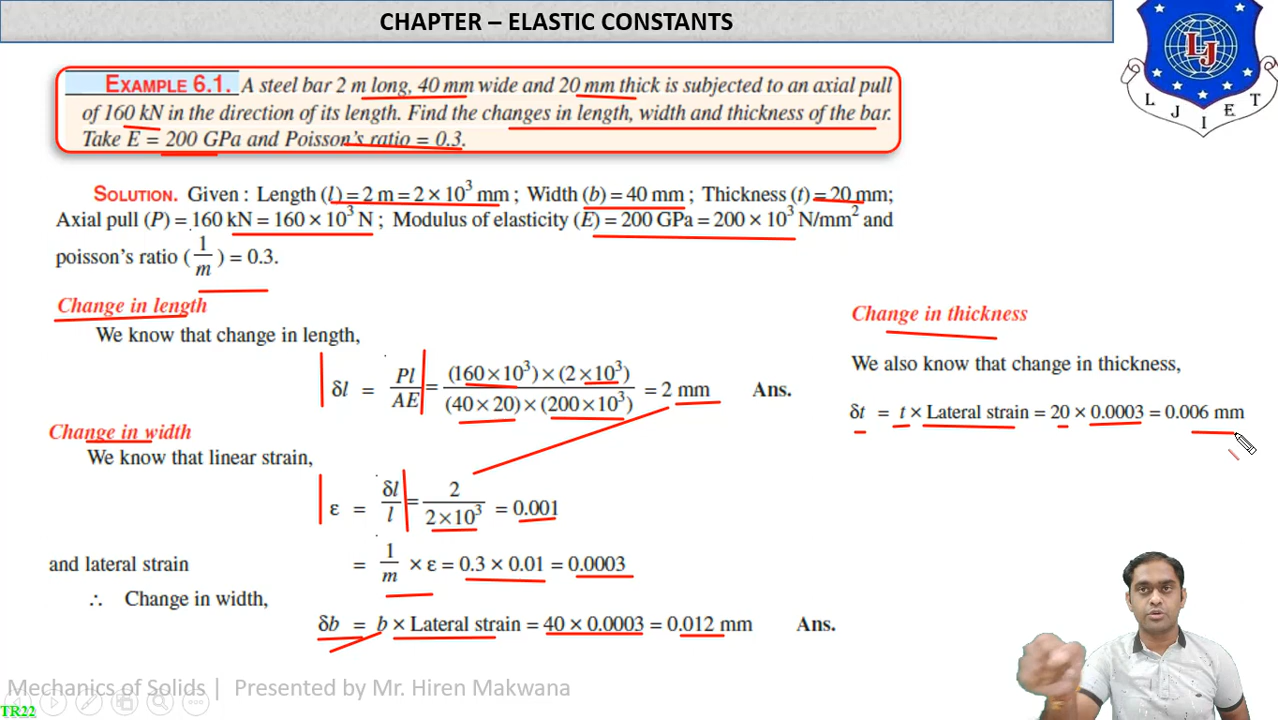 CHAPTER – ELASTIC CONSTANTS
EXAMPLE 6.1. A steel bar 2 m long, 40 mm wide and 20 mm thick is subjected to an axial pull
of 160 kN in the direction of its length. Find the changes in length, width and thickness of the bar.
Take E = 200 GPa and Poisson's ratio = 0.3.
SOLUTION. Given : Length (l) = 2 m = 2 × 10³ mm ; Width (b) = 40 mm ; Thickness (t) = 20 mm;
Axial pull (P) = 160 kN = 160 × 10³ N ; Modulus of elasticity (E) = 200 GPa = 200 × 10³ N/mm² and
poisson's ratio (1/m) = 0.3.
Change in length
We know that change in length,
δl = Pl/AE = (160×10³)×(2×10³)/(40×20)×(200×10³) = 2 mm Ans.
Change in width
We know that linear strain,
ε = δl/l = 2/2×10³ = 0.001
and lateral strain = 1/m × ε = 0.3 × 0.01 = 0.0003
∴ Change in width,
δb = b × Lateral strain = 40 × 0.0003 = 0.012 mm Ans.
Change in thickness
We also know that change in thickness,
δt = t × Lateral strain = 20 × 0.0003 = 0.006 mm
LJ
L J I E T
Mechanics of Solids | Presented by Mr. Hiren Makwana
TR22